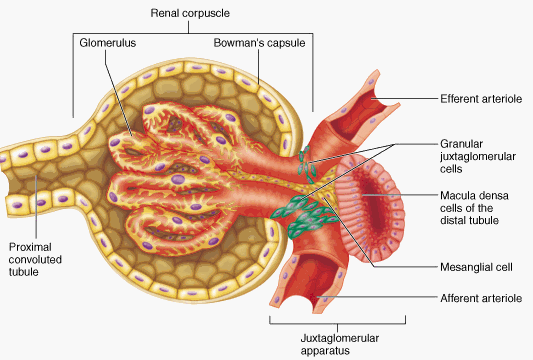 Renal corpuscle
Glomerulus
Bowman's capsule
Efferent arteriole
Granular
juxtaglomerular
cells
Macula densa
cells of the
distal tubule
Proximal
convoluted
tubule
Mesanglial cell
Afferent arteriole
Juxtaglomerular
apparatus